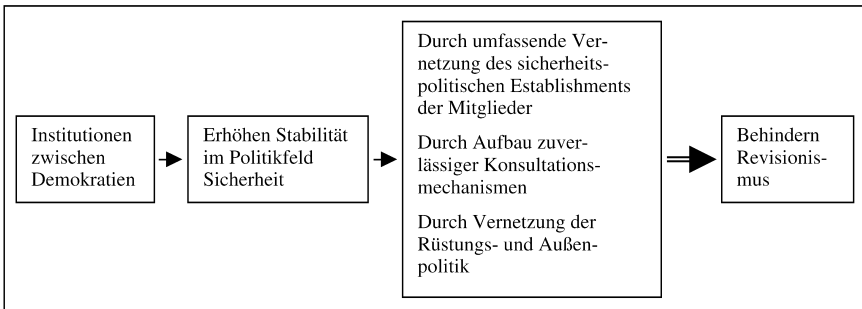 Institutionen
zwischen
Demokratien
Erhöhen Stabilität
im Politikfeld
Sicherheit
Durch umfassende Ver-
netzung des sicherheits-
politischen Establishments
der Mitglieder
Durch Aufbau zuver-
lässiger Konsultations-
mechanismen
Durch Vernetzung der
Rüstungs- und Außen-
politik
Behindern
Revisionis-
mus